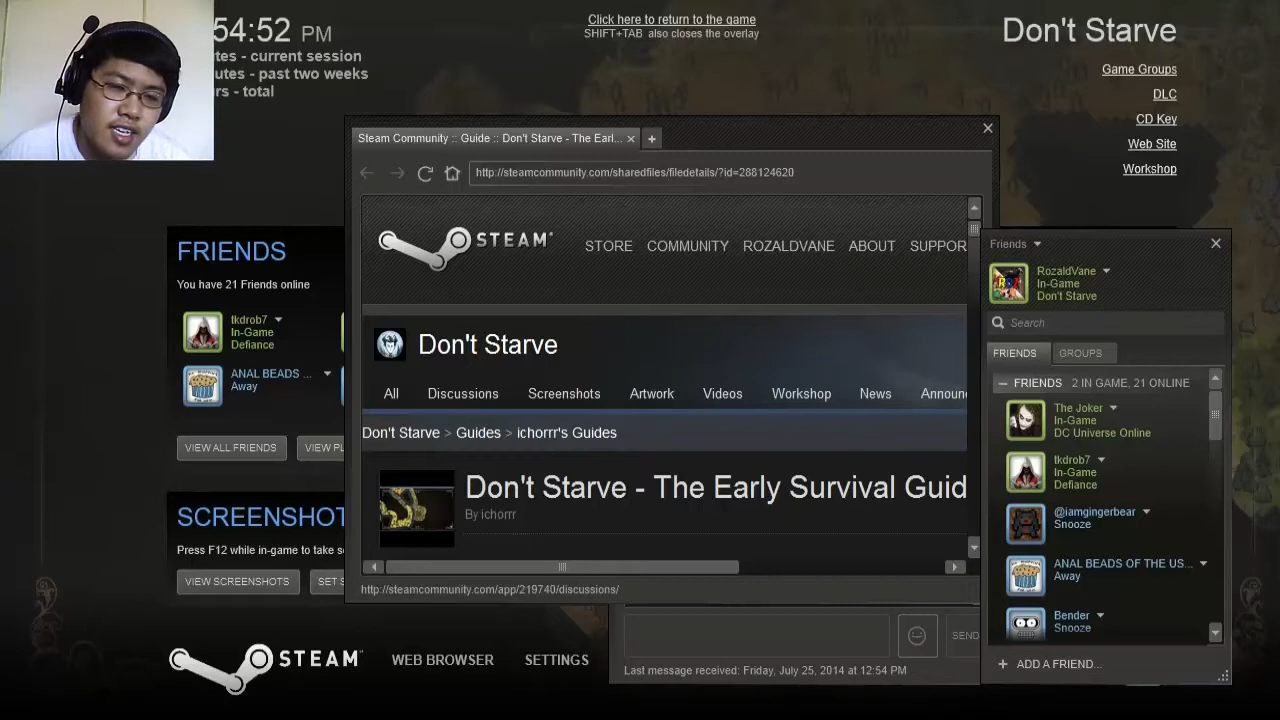 54:52 PM
tes - current session
utes - past two weeks
rs - total
Click here to return to the game
SHIFT+TAB also closes the overlay
Don't Starve
Game Groups
DLC
CD Key
Web Site
Workshop
Steam Community :: Guide :: Don't Starve - The Earl...
http://steamcommunity.com/sharedfiles/filedetails/?id=288124620
STEAM
STORE COMMUNITY ROZALDVANE ABOUT SUPPOR
Don't Starve
All Discussions Screenshots Artwork Videos Workshop News Announc
Don't Starve > Guides > ichorrr's Guides
Don't Starve - The Early Survival Guid
By ichorrr
http://steamcommunity.com/app/219740/discussions/
FRIENDS
You have 21 Friends online
tkdrob7
In-Game
Defiance
ANAL BEADS ...
Away
VIEW ALL FRIENDS
VIEW PL
SCREENSHOT
Press F12 while in-game to take s
VIEW SCREENSHOTS
SET S
Friends
RozaldVane
In-Game
Don't Starve
Search
FRIENDS GROUPS
FRIENDS 2 IN GAME, 21 ONLINE
The Joker
In-Game
DC Universe Online
tkdrob7
In-Game
Defiance
@iamgingerbear
Snooze
ANAL BEADS OF THE US...
Away
Bender
Snooze
+ ADD A FRIEND...
SEND
Last message received: Friday, July 25, 2014 at 12:54 PM
STEAM
WEB BROWSER
SETTINGS